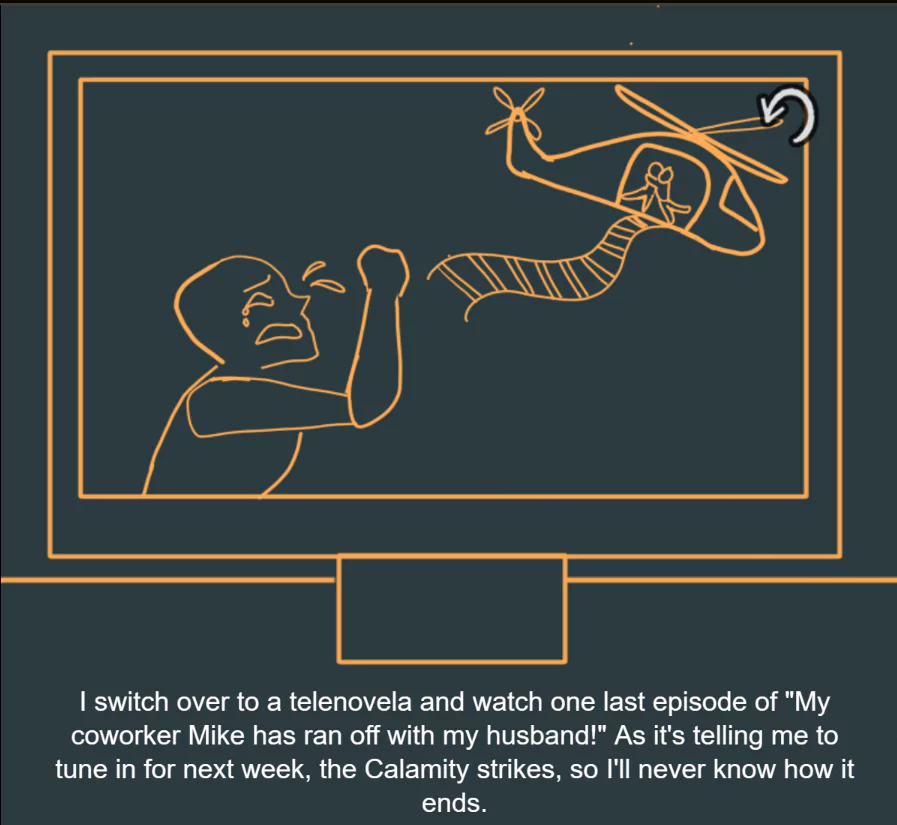 I switch over to a telenovela and watch one last episode of "My
coworker Mike has ran off with my husband!" As it's telling me to
tune in for next week, the Calamity strikes, so I'll never know how it
ends.